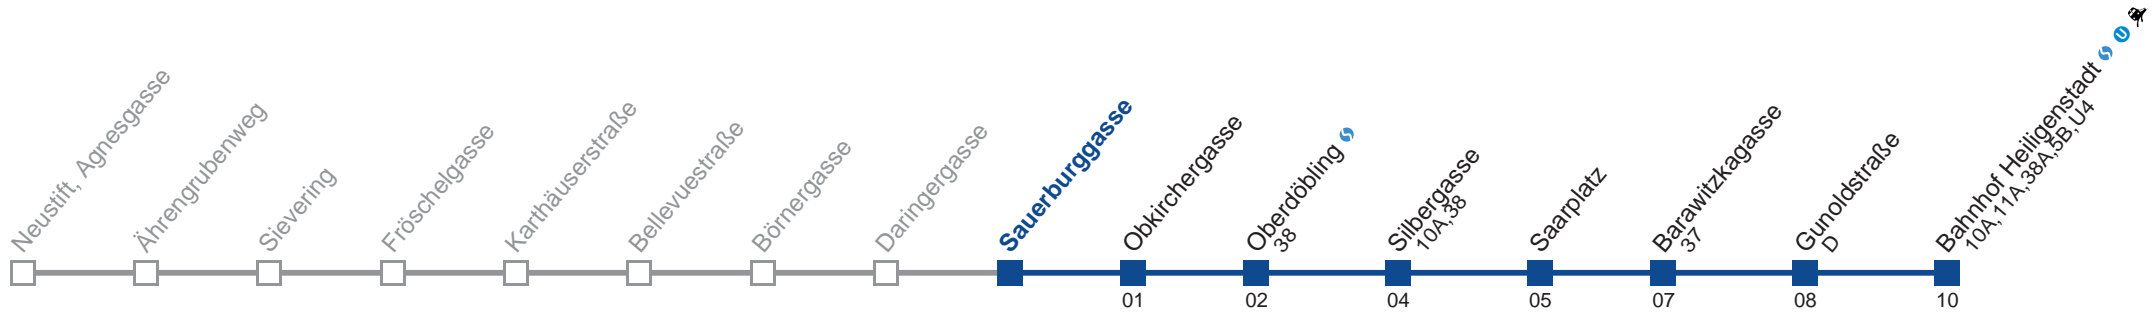 Neustift, Agnesgasse
Ährengrubenweg
Sievering
Fröschelgasse
Karthäuserstraße
Bellevuestraße
Börnergasse
Daringergasse
Sauerburggasse
Obkirchergasse
01
Oberdöbling S
38
02
Silbergasse
10A,38
04
Saarplatz
05
Barawitzkagasse
37
07
Gunoldstraße
D
08
Bahnhof Heiligenstadt S U
10A,11A,38A,5B,U4
10